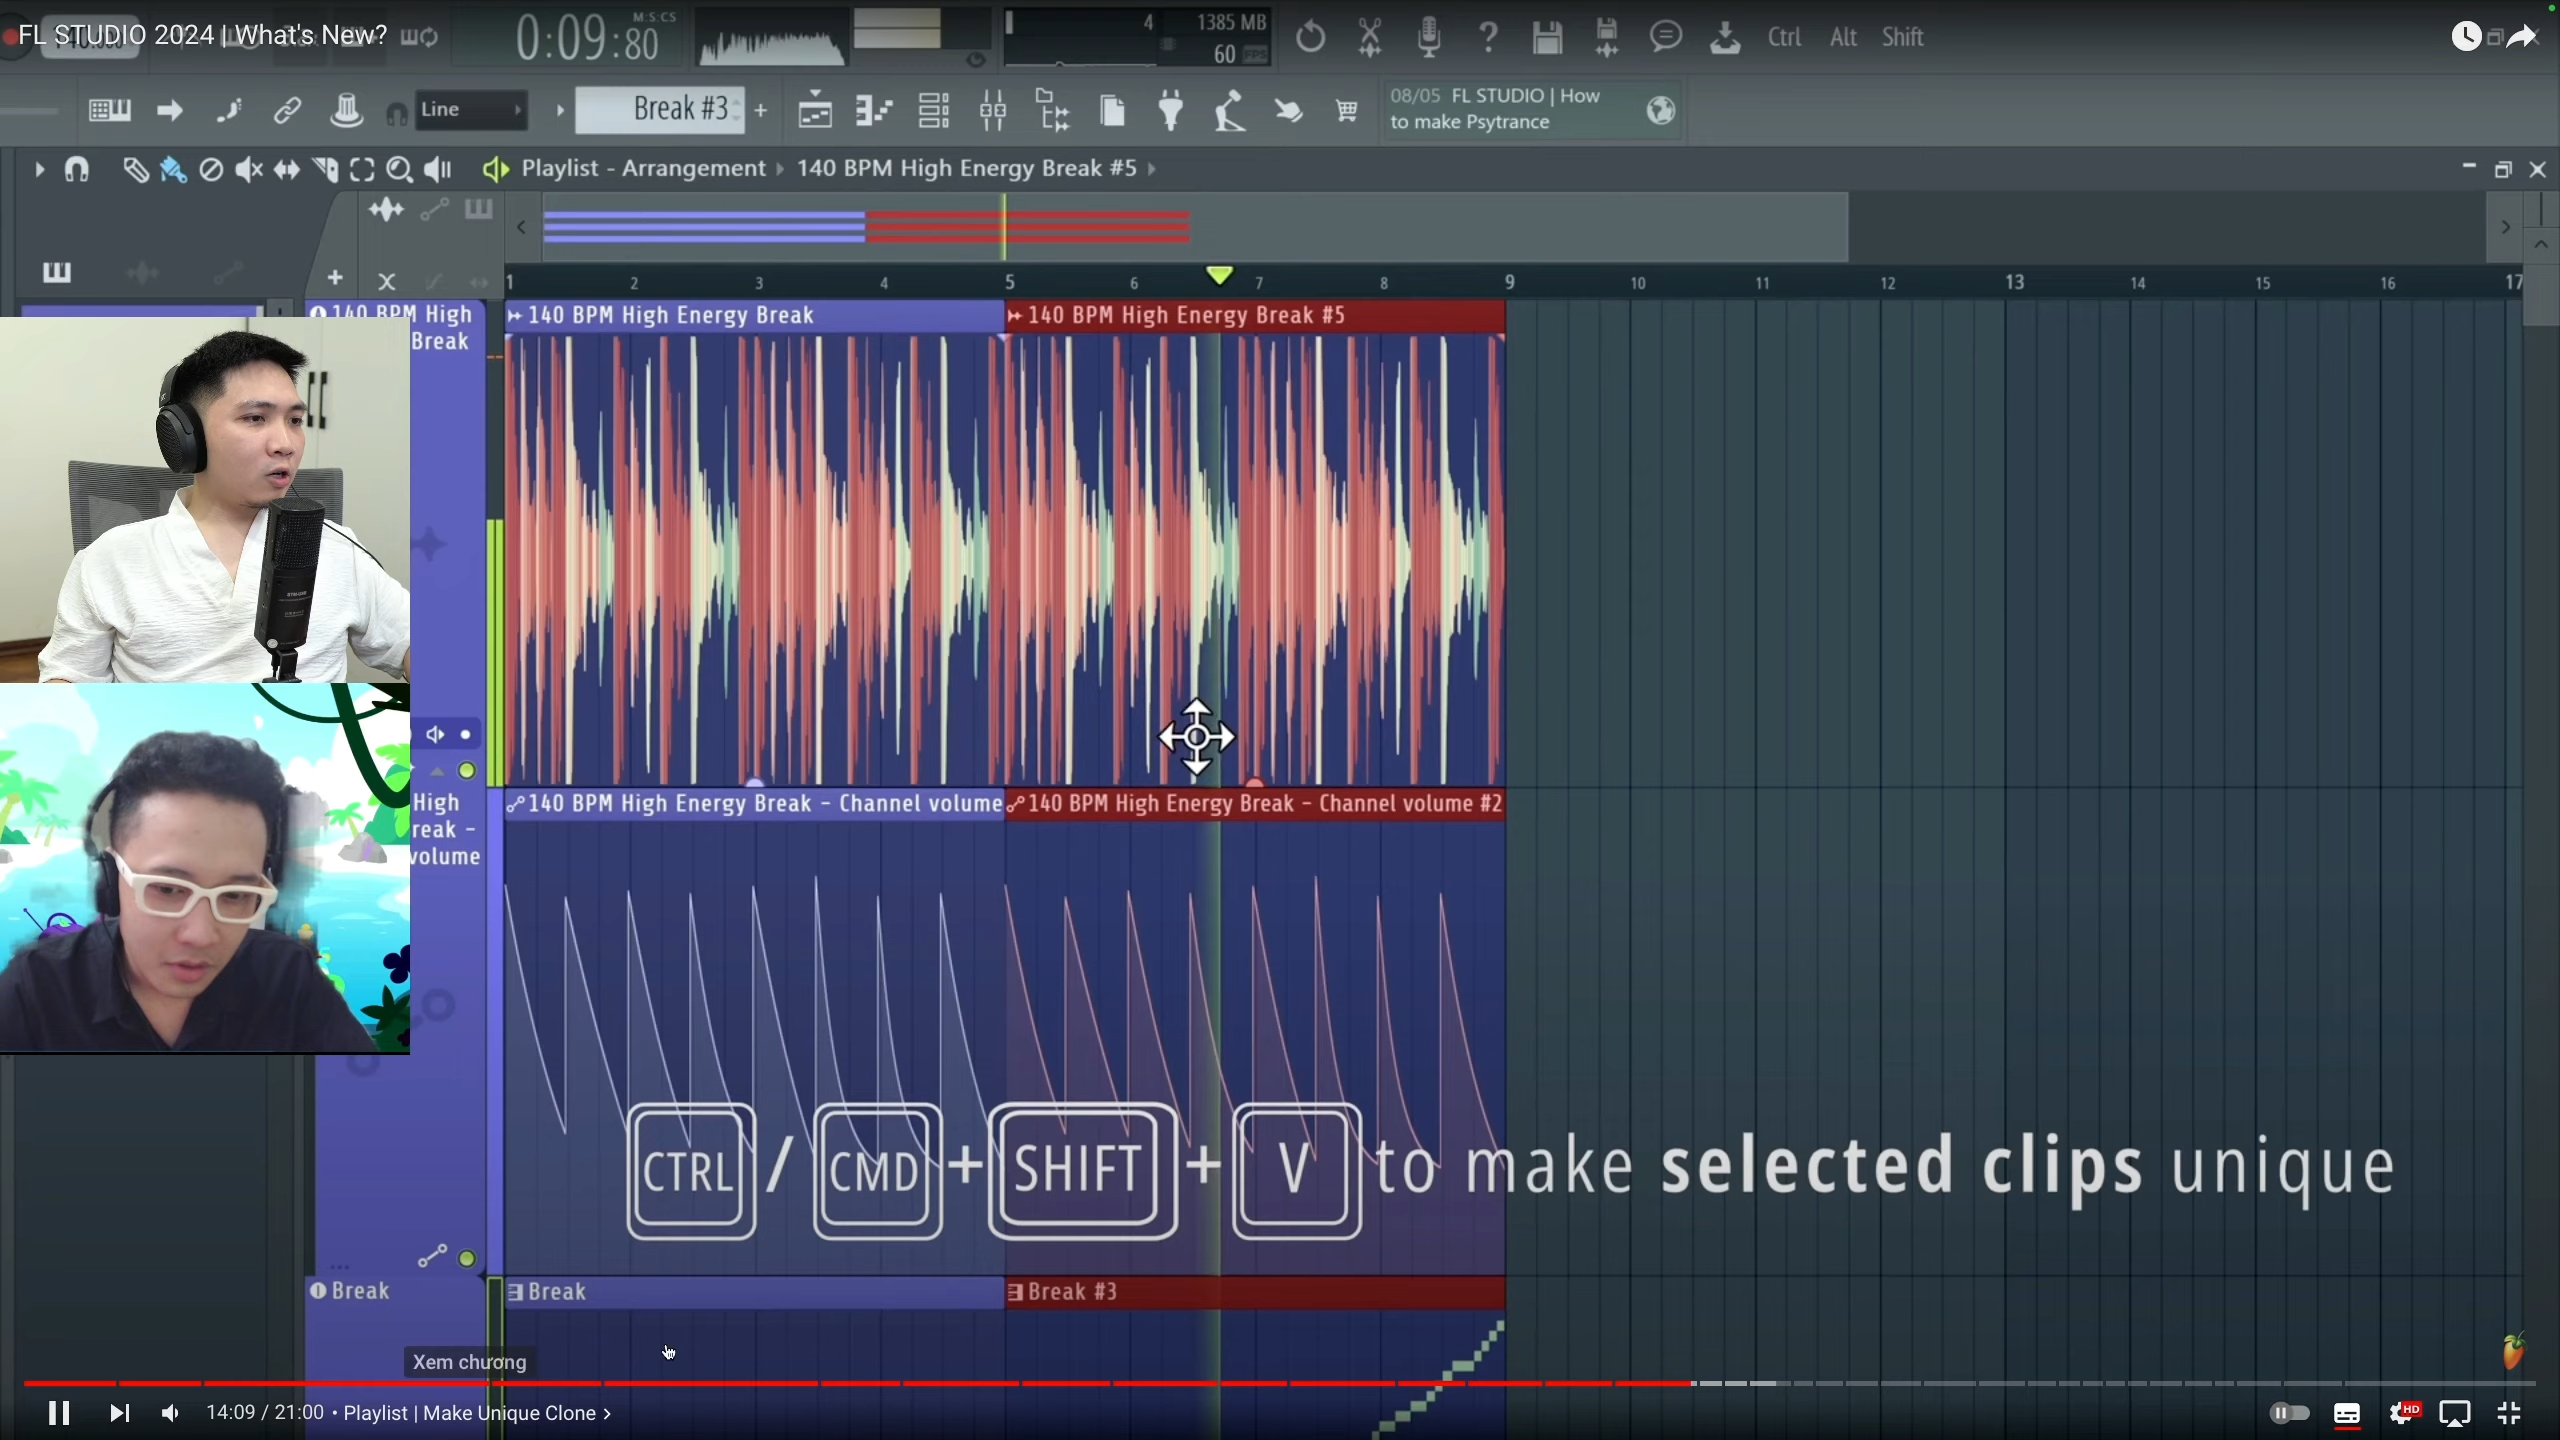 FL STUDIO 2024 | What's New?
0:09:80
M:S:CS
4
1385 MB
60 FPS
Ctrl Alt Shift
Line
Break #3
08/05 FL STUDIO | How
to make Psytrance
Playlist - Arrangement
140 BPM High Energy Break #5
1 2 3 4 5 6 7 8 9 10 11 12 13 14 15 16 17
140 BPM High
Break
140 BPM High Energy Break
140 BPM High Energy Break #5
High
reak -
volume
140 BPM High Energy Break - Channel volume
140 BPM High Energy Break - Channel volume #2
CTRL / CMD + SHIFT + V to make selected clips unique
Break
Break
Break #3
Xem chương
14:09 / 21:00 • Playlist | Make Unique Clone
HD